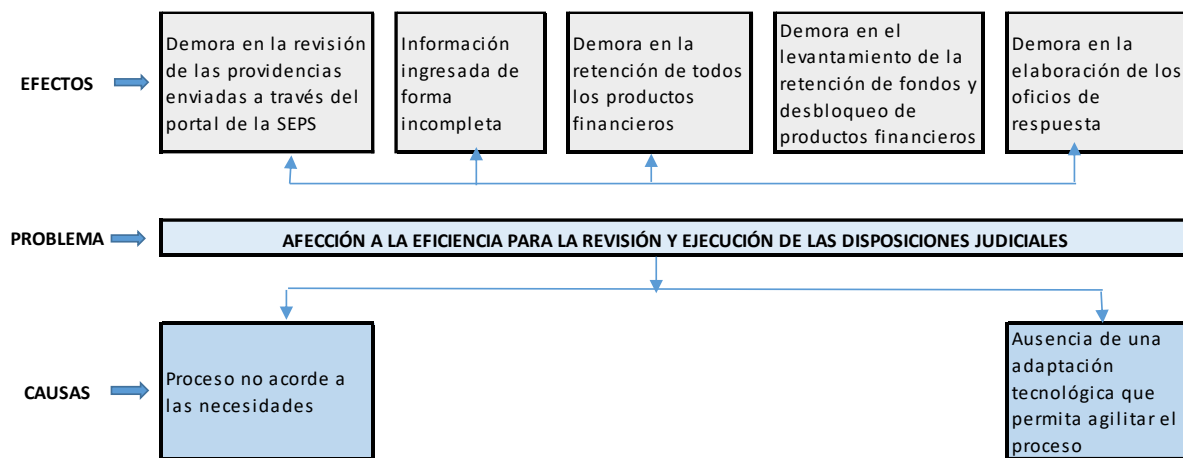 EFECTOS
Demora en la revisión
de las providencias
enviadas a través del
portal de la SEPS
Información
ingresada de
forma
incompleta
Demora en la
retención de todos
los productos
financieros
Demora en el
levantamiento de la
retención de fondos y
desbloqueo de
productos financieros
Demora en la
elaboración de los
oficios de
respuesta
PROBLEMA
AFECCIÓN A LA EFICIENCIA PARA LA REVISIÓN Y EJECUCIÓN DE LAS DISPOSICIONES JUDICIALES
CAUSAS
Proceso no acorde a
las necesidades
Ausencia de una
adaptación
tecnológica que
permita agilitar el
proceso